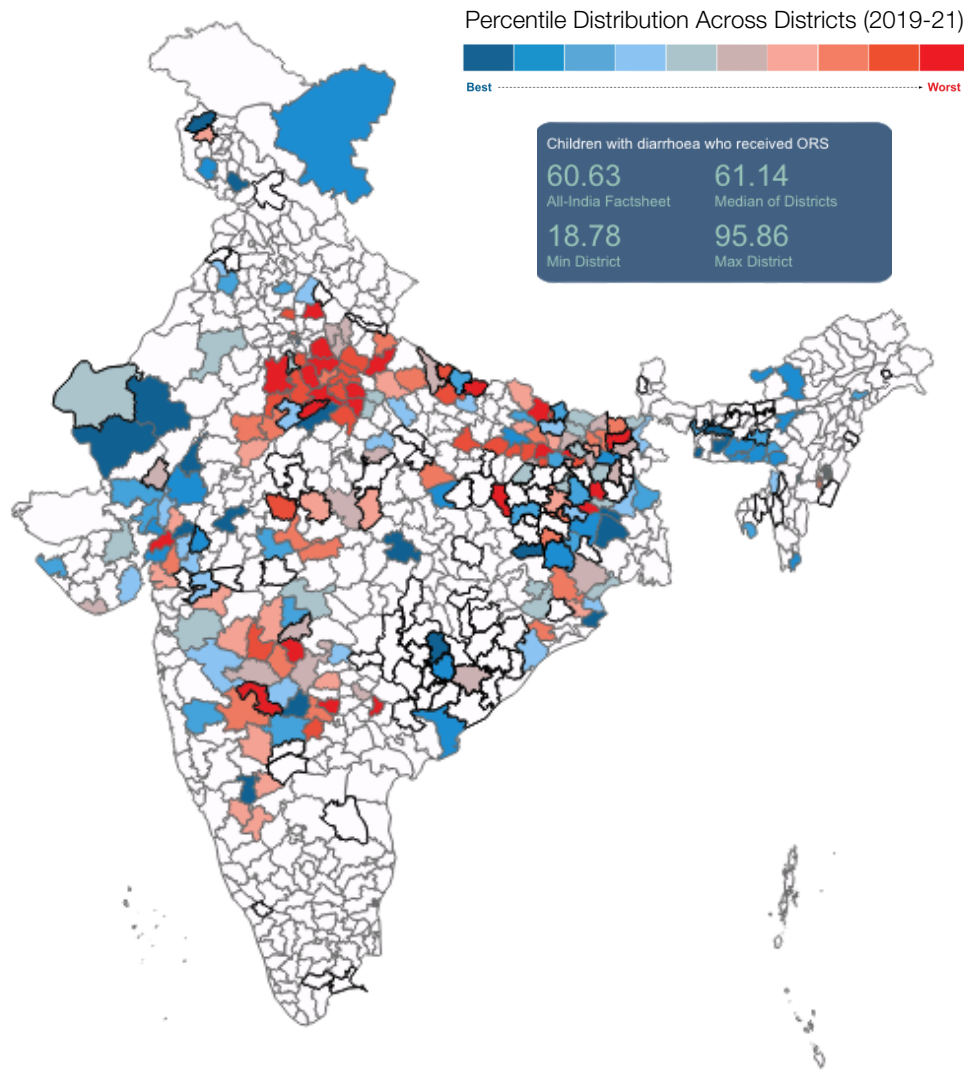 Percentile Distribution Across Districts (2019-21)
Best
Worst
Children with diarrhoea who received ORS
60.63 61.14
All-India Factsheet Median of Districts
18.78 95.86
Min District Max District